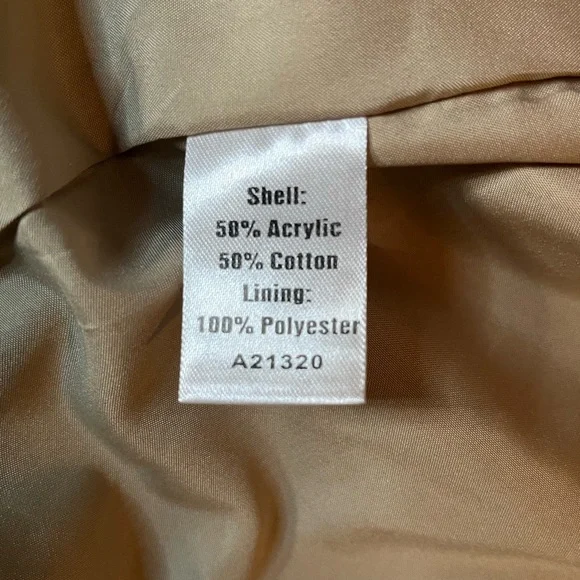 Shell:
50% Acrylic
50% Cotton
Lining:
100% Polyester
A21320